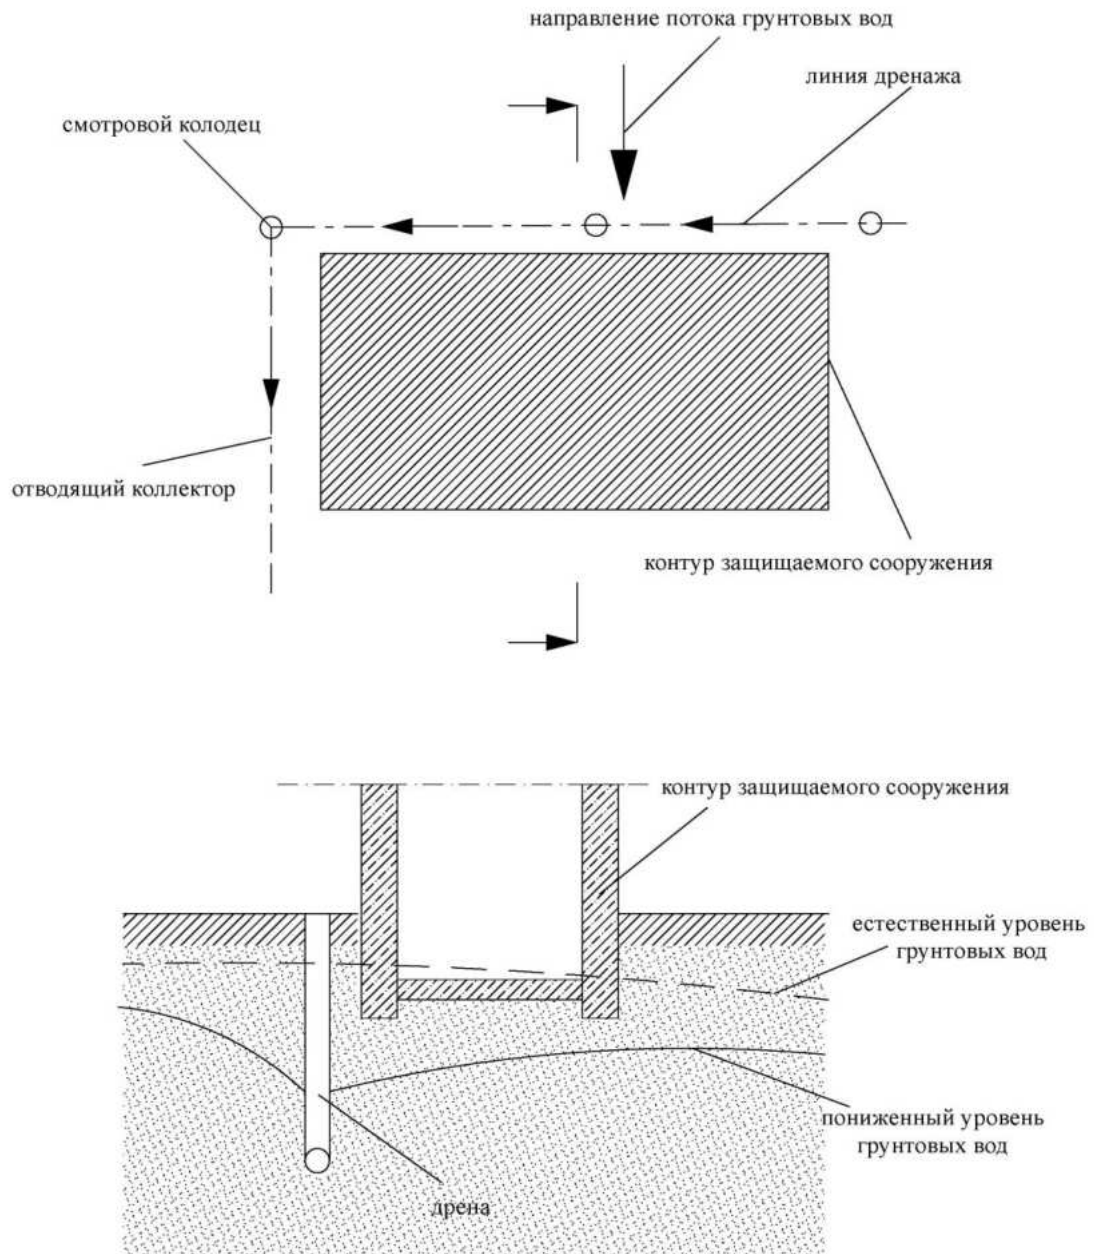 направление потока грунтовых вод
линия дренажа
смотровой колодец
отводящий коллектор
контур защищаемого сооружения
контур защищаемого сооружения
естественный уровень
грунтовых вод
пониженный уровень
грунтовых вод
дрена